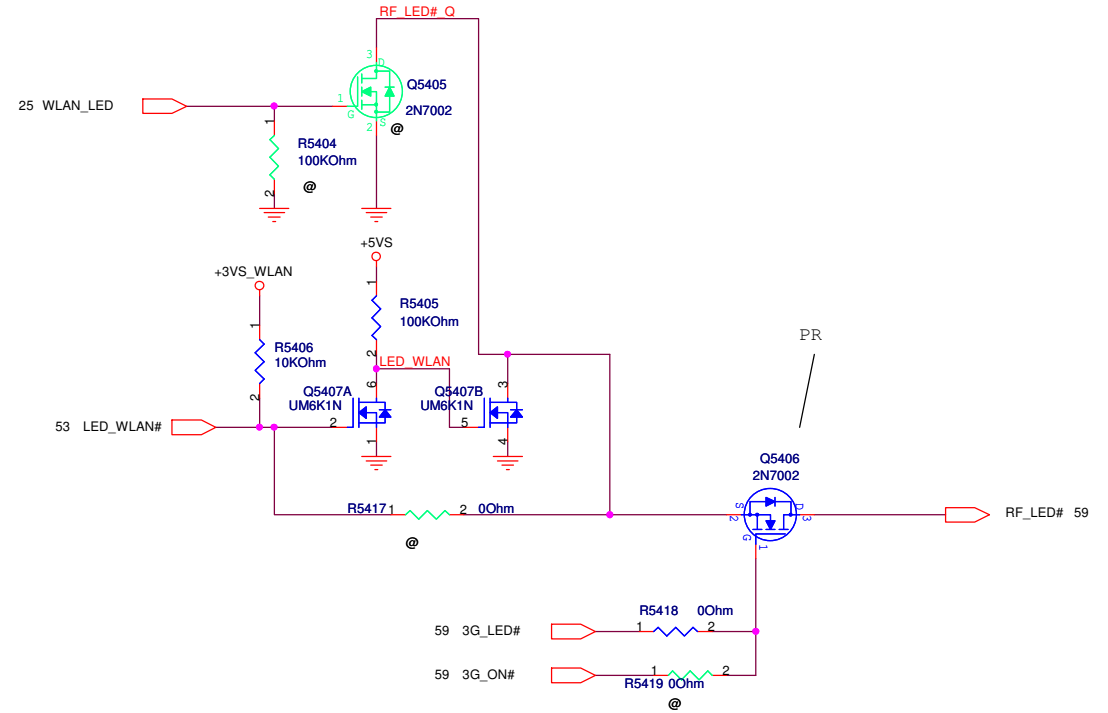 RF_LED#_Q
3
D
Q5405
2N7002
1
G
2
S
@
25 WLAN_LED
1
R5404
100KOhm
2
@
+5VS
+3VS_WLAN
1
R5405
100KOhm
2
1
R5406
10KOhm
2
LED_WLAN
6
Q5407A
UM6K1N
2
1
3
Q5407B
UM6K1N
5
4
53 LED_WLAN#
R5417 1
2 0Ohm
@
PR
Q5406
2N7002
S
2
D
3
G
1
RF_LED# 59
R5418 0Ohm
59 3G_LED#
1
2
59 3G_ON#
1
2
R5419 0Ohm
@